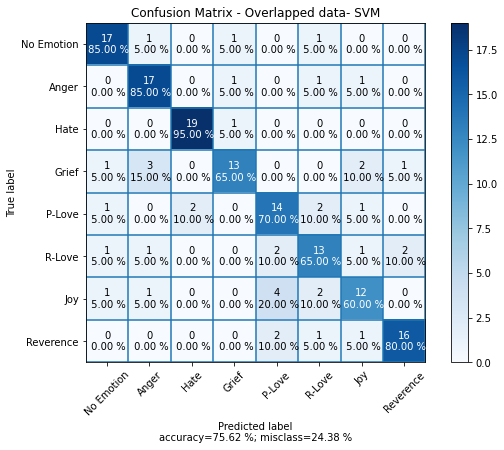 Confusion Matrix - Overlapped data- SVM
True label
No Emotion 17 1 0 1 0 1 0 0
85.00 % 5.00 % 0.00 % 5.00 % 0.00 % 5.00 % 0.00 % 0.00 %
Anger 0 17 0 1 0 1 1 0
0.00 % 85.00 % 0.00 % 5.00 % 0.00 % 5.00 % 5.00 % 0.00 %
Hate 0 0 19 1 0 0 0 0
0.00 % 0.00 % 95.00 % 5.00 % 0.00 % 0.00 % 0.00 % 0.00 %
Grief 1 3 0 13 0 0 2 1
5.00 % 15.00 % 0.00 % 65.00 % 0.00 % 0.00 % 10.00 % 5.00 %
P-Love 1 0 2 0 14 2 1 0
5.00 % 0.00 % 10.00 % 0.00 % 70.00 % 10.00 % 5.00 % 0.00 %
R-Love 1 1 0 0 2 13 1 2
5.00 % 5.00 % 0.00 % 0.00 % 10.00 % 65.00 % 5.00 % 10.00 %
Joy 1 1 0 0 4 2 12 0
5.00 % 5.00 % 0.00 % 0.00 % 20.00 % 10.00 % 60.00 % 0.00 %
Reverence 0 0 0 0 2 1 1 16
0.00 % 0.00 % 0.00 % 0.00 % 10.00 % 5.00 % 5.00 % 80.00 %
No Emotion Anger Hate Grief P-Love R-Love Joy Reverence
Predicted label
accuracy=75.62 %; misclass=24.38 %
17.5
15.0
12.5
10.0
7.5
5.0
2.5
0.0